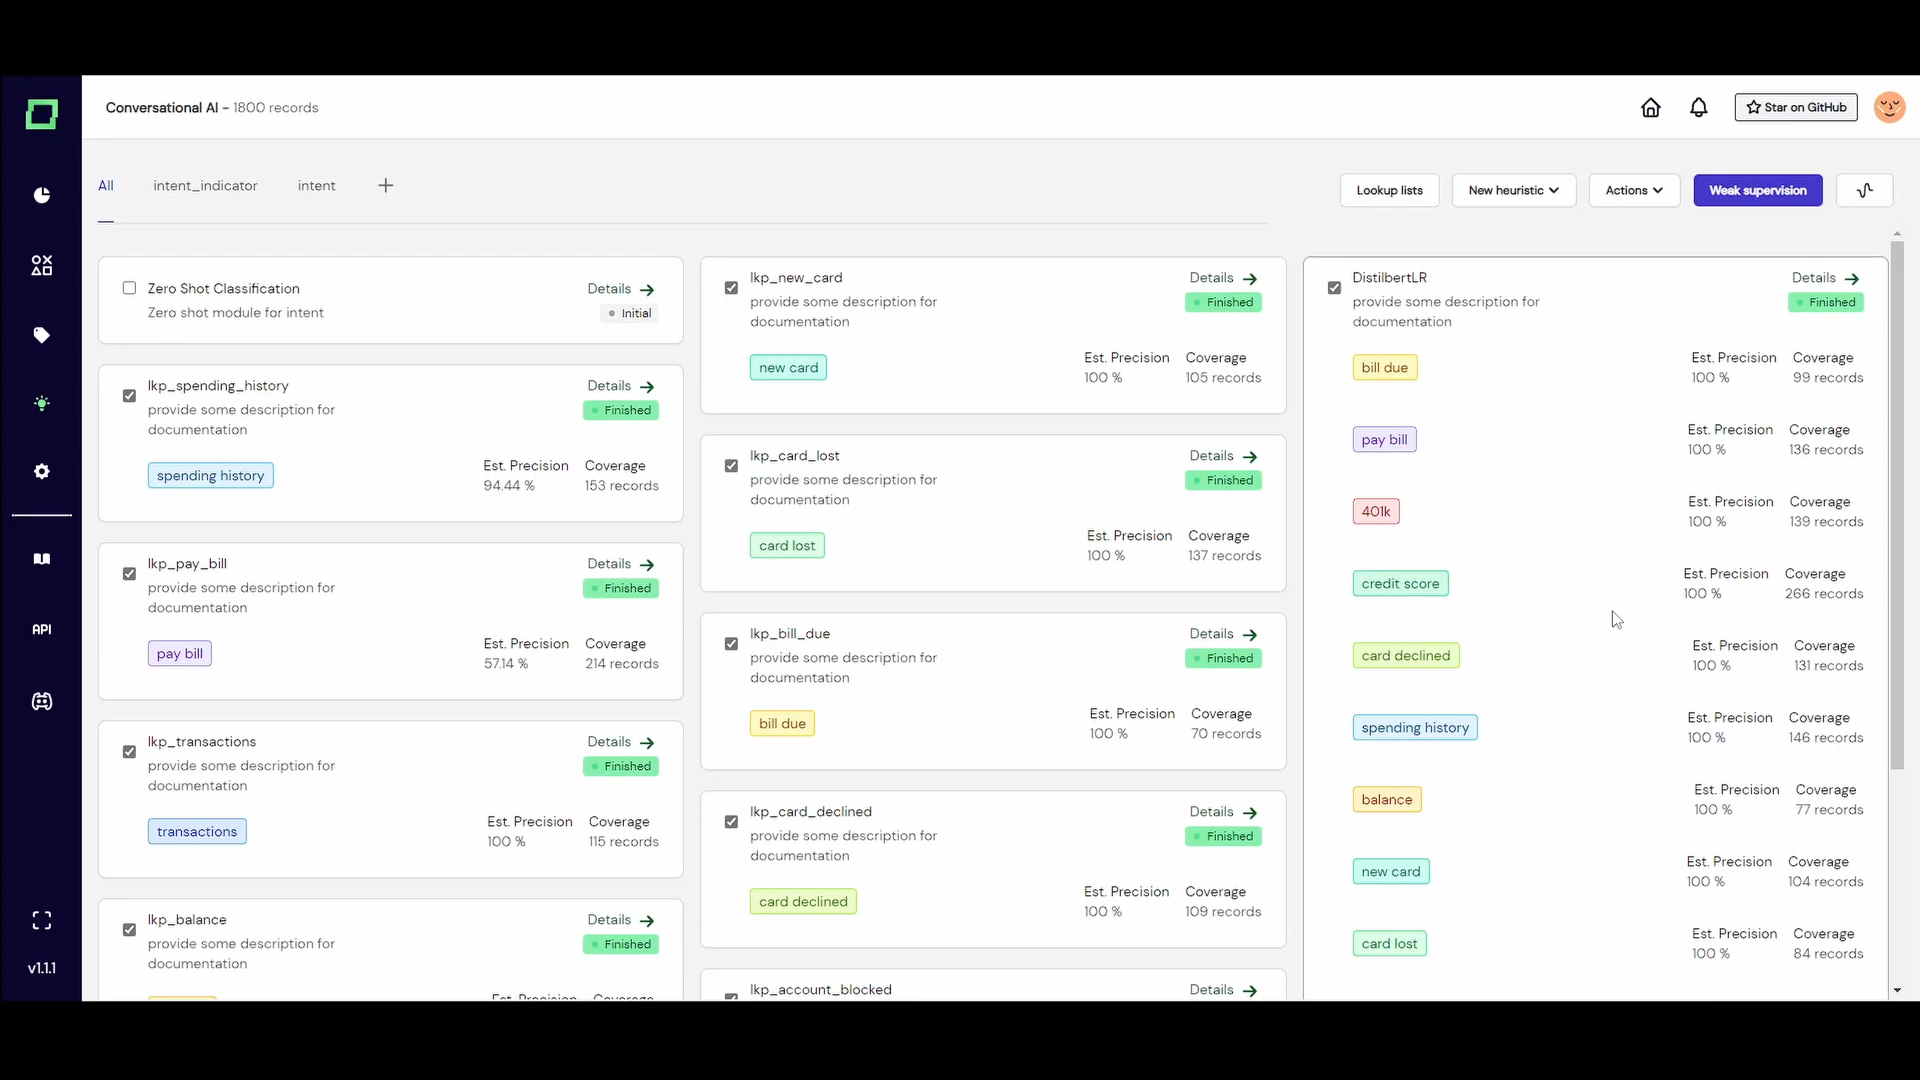 Conversational AI - 1800 records
Star on GitHub
All
intent_indicator
intent
Lookup lists
New heuristic
Actions
Weak supervision
Zero Shot Classification
Details
Zero shot module for intent
Initial
lkp_spending_history
Details
provide some description for
documentation
Finished
spending history
Est. Precision
94.44 %
Coverage
153 records
lkp_pay_bill
Details
provide some description for
documentation
Finished
pay bill
Est. Precision
57.14 %
Coverage
214 records
lkp_transactions
Details
provide some description for
documentation
Finished
transactions
Est. Precision
100 %
Coverage
115 records
lkp_balance
Details
provide some description for
documentation
Finished
Est. Precision
Coverage
lkp_new_card
Details
provide some description for
documentation
Finished
new card
Est. Precision
100 %
Coverage
105 records
lkp_card_lost
Details
provide some description for
documentation
Finished
card lost
Est. Precision
100 %
Coverage
137 records
lkp_bill_due
Details
provide some description for
documentation
Finished
bill due
Est. Precision
100 %
Coverage
70 records
lkp_card_declined
Details
provide some description for
documentation
Finished
card declined
Est. Precision
100 %
Coverage
109 records
lkp_account_blocked
Details
DistilbertLR
Details
provide some description for
documentation
Finished
bill due
Est. Precision
100 %
Coverage
99 records
pay bill
Est. Precision
100 %
Coverage
136 records
401k
Est. Precision
100 %
Coverage
139 records
credit score
Est. Precision
100 %
Coverage
266 records
card declined
Est. Precision
100 %
Coverage
131 records
spending history
Est. Precision
100 %
Coverage
146 records
balance
Est. Precision
100 %
Coverage
77 records
new card
Est. Precision
100 %
Coverage
104 records
card lost
Est. Precision
100 %
Coverage
84 records
API
v1.1.1